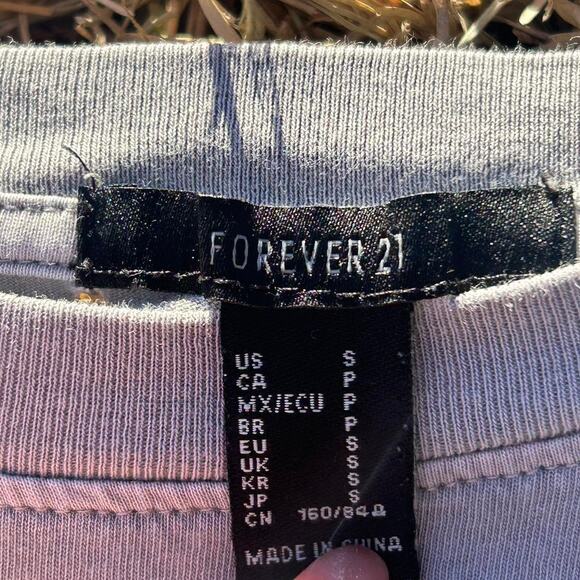 FOREVER 21
US S
CA P
MX/ECU P
BR P
EU S
UK S
KR S
JP S
CN 160/84A
MADE IN CHINA